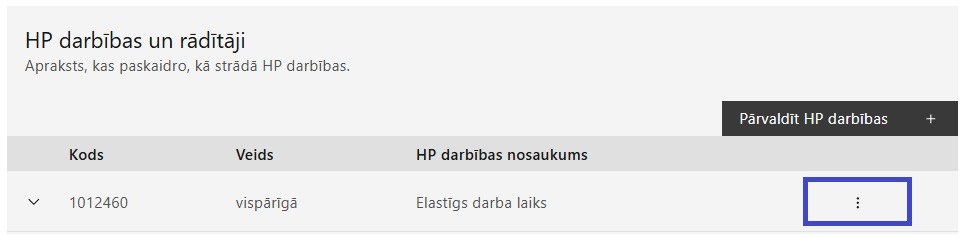 HP darbības un rādītāji
Apraksts, kas paskaidro, kā strādā HP darbības.
Pārvaldīt HP darbības +
Kods Veids HP darbības nosaukums
1012460 vispārīgā Elastīgs darba laiks